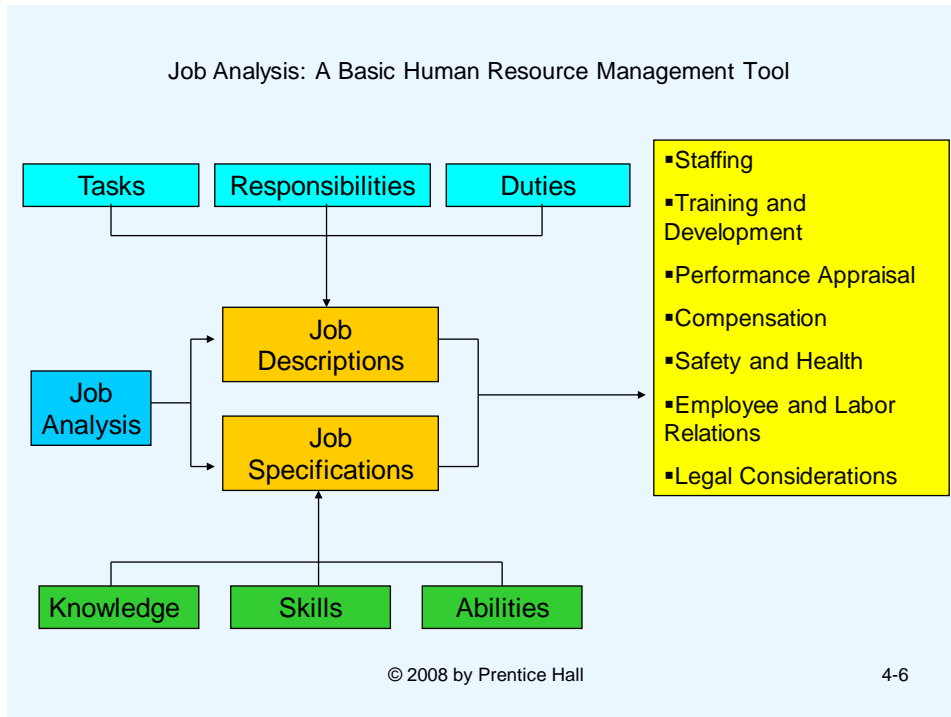 Job Analysis: A Basic Human Resource Management Tool
Tasks
Responsibilities
Duties
Job
Descriptions
Job
Analysis
Job
Specifications
Knowledge
Skills
Abilities
▪Staffing
▪Training and
Development
▪Performance Appraisal
▪Compensation
▪Safety and Health
▪Employee and Labor
Relations
▪Legal Considerations
© 2008 by Prentice Hall
4-6